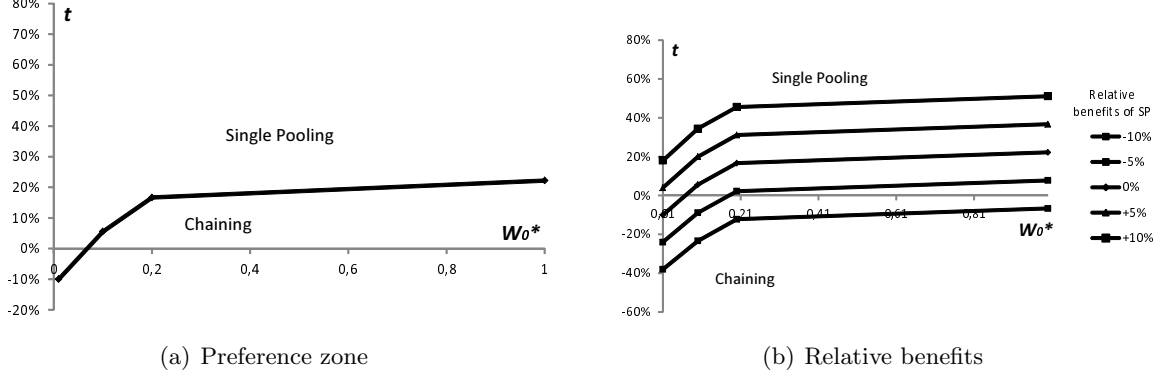 80%
t
70%
60%
50%
Single Pooling
40%
30%
20%
10%
Chaining
W0*
0%
0
0,2
0,4
0,6
0,8
1
-10%
-20%
(a) Preference zone
80%
t
60%
Single Pooling
40%
20%
0%
0,01
0,21
0,41
0,61
0,81
W0*
-20%
-40%
Chaining
-60%
Relative
benefits of SP
-10%
-5%
0%
+5%
+10%
(b) Relative benefits